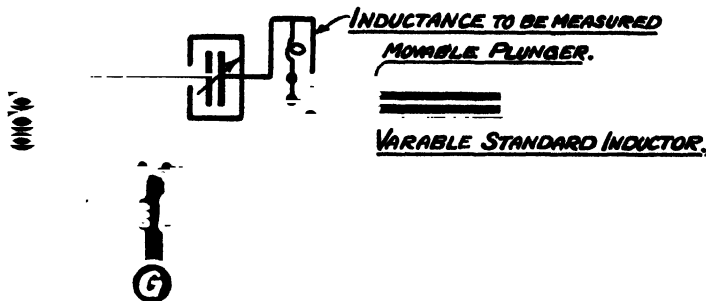 INDUCTANCE TO BE MEASURED
MOVABLE PLUNGER.
VARABLE STANDARD INDUCTOR.
G